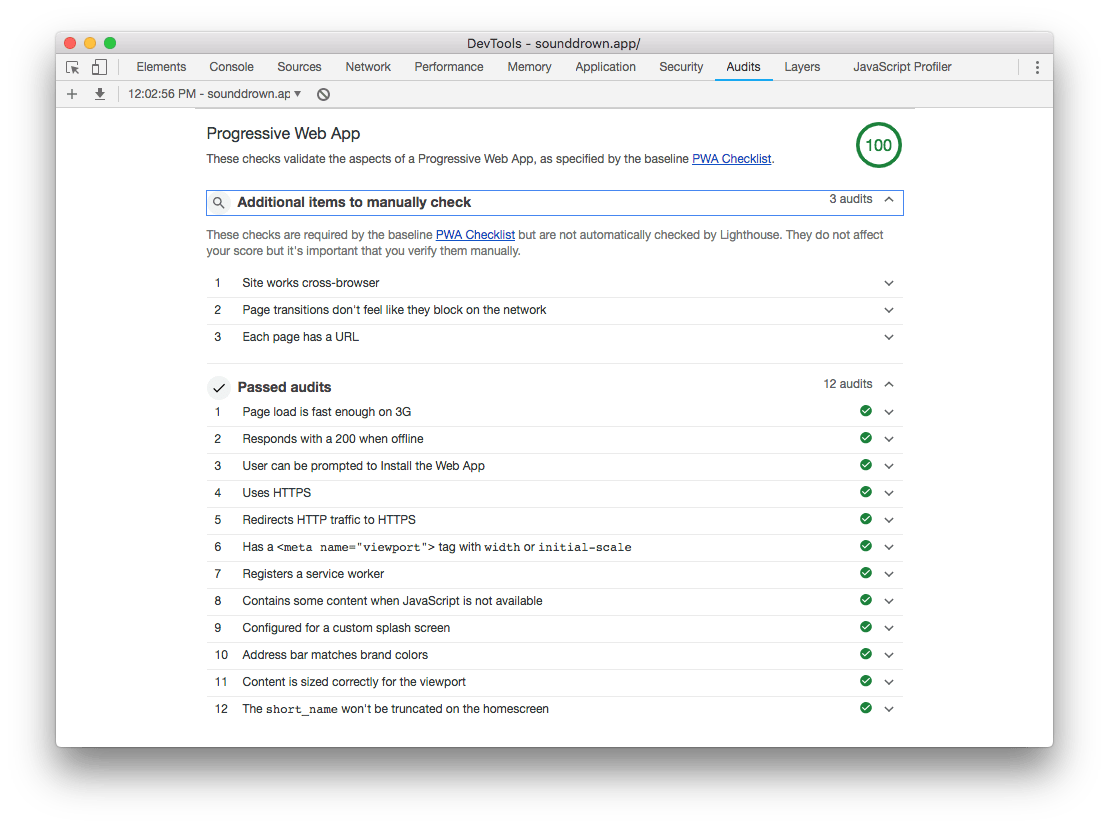 DevTools - sounddrown.app/
Elements Console Sources Network Performance Memory Application Security Audits Layers JavaScript Profiler
12:02:56 PM - sounddrown.ap
Progressive Web App
100
These checks validate the aspects of a Progressive Web App, as specified by the baseline PWA Checklist.
Additional items to manually check 3 audits
These checks are required by the baseline PWA Checklist but are not automatically checked by Lighthouse. They do not affect
your score but it's important that you verify them manually.
1 Site works cross-browser
2 Page transitions don't feel like they block on the network
3 Each page has a URL
Passed audits 12 audits
1 Page load is fast enough on 3G
2 Responds with a 200 when offline
3 User can be prompted to Install the Web App
4 Uses HTTPS
5 Redirects HTTP traffic to HTTPS
6 Has a <meta name="viewport"> tag with width or initial-scale
7 Registers a service worker
8 Contains some content when JavaScript is not available
9 Configured for a custom splash screen
10 Address bar matches brand colors
11 Content is sized correctly for the viewport
12 The short_name won't be truncated on the homescreen